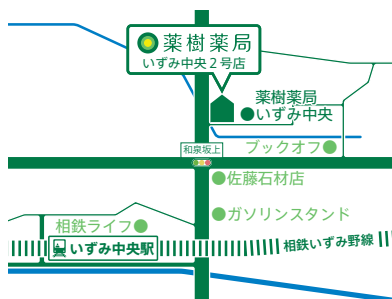 薬樹薬局
いずみ中央2号店
薬樹薬局
いずみ中央
和泉坂上
ブックオフ
佐藤石材店
ガソリンスタンド
相鉄ライフ
いずみ中央駅
相鉄いずみ野線